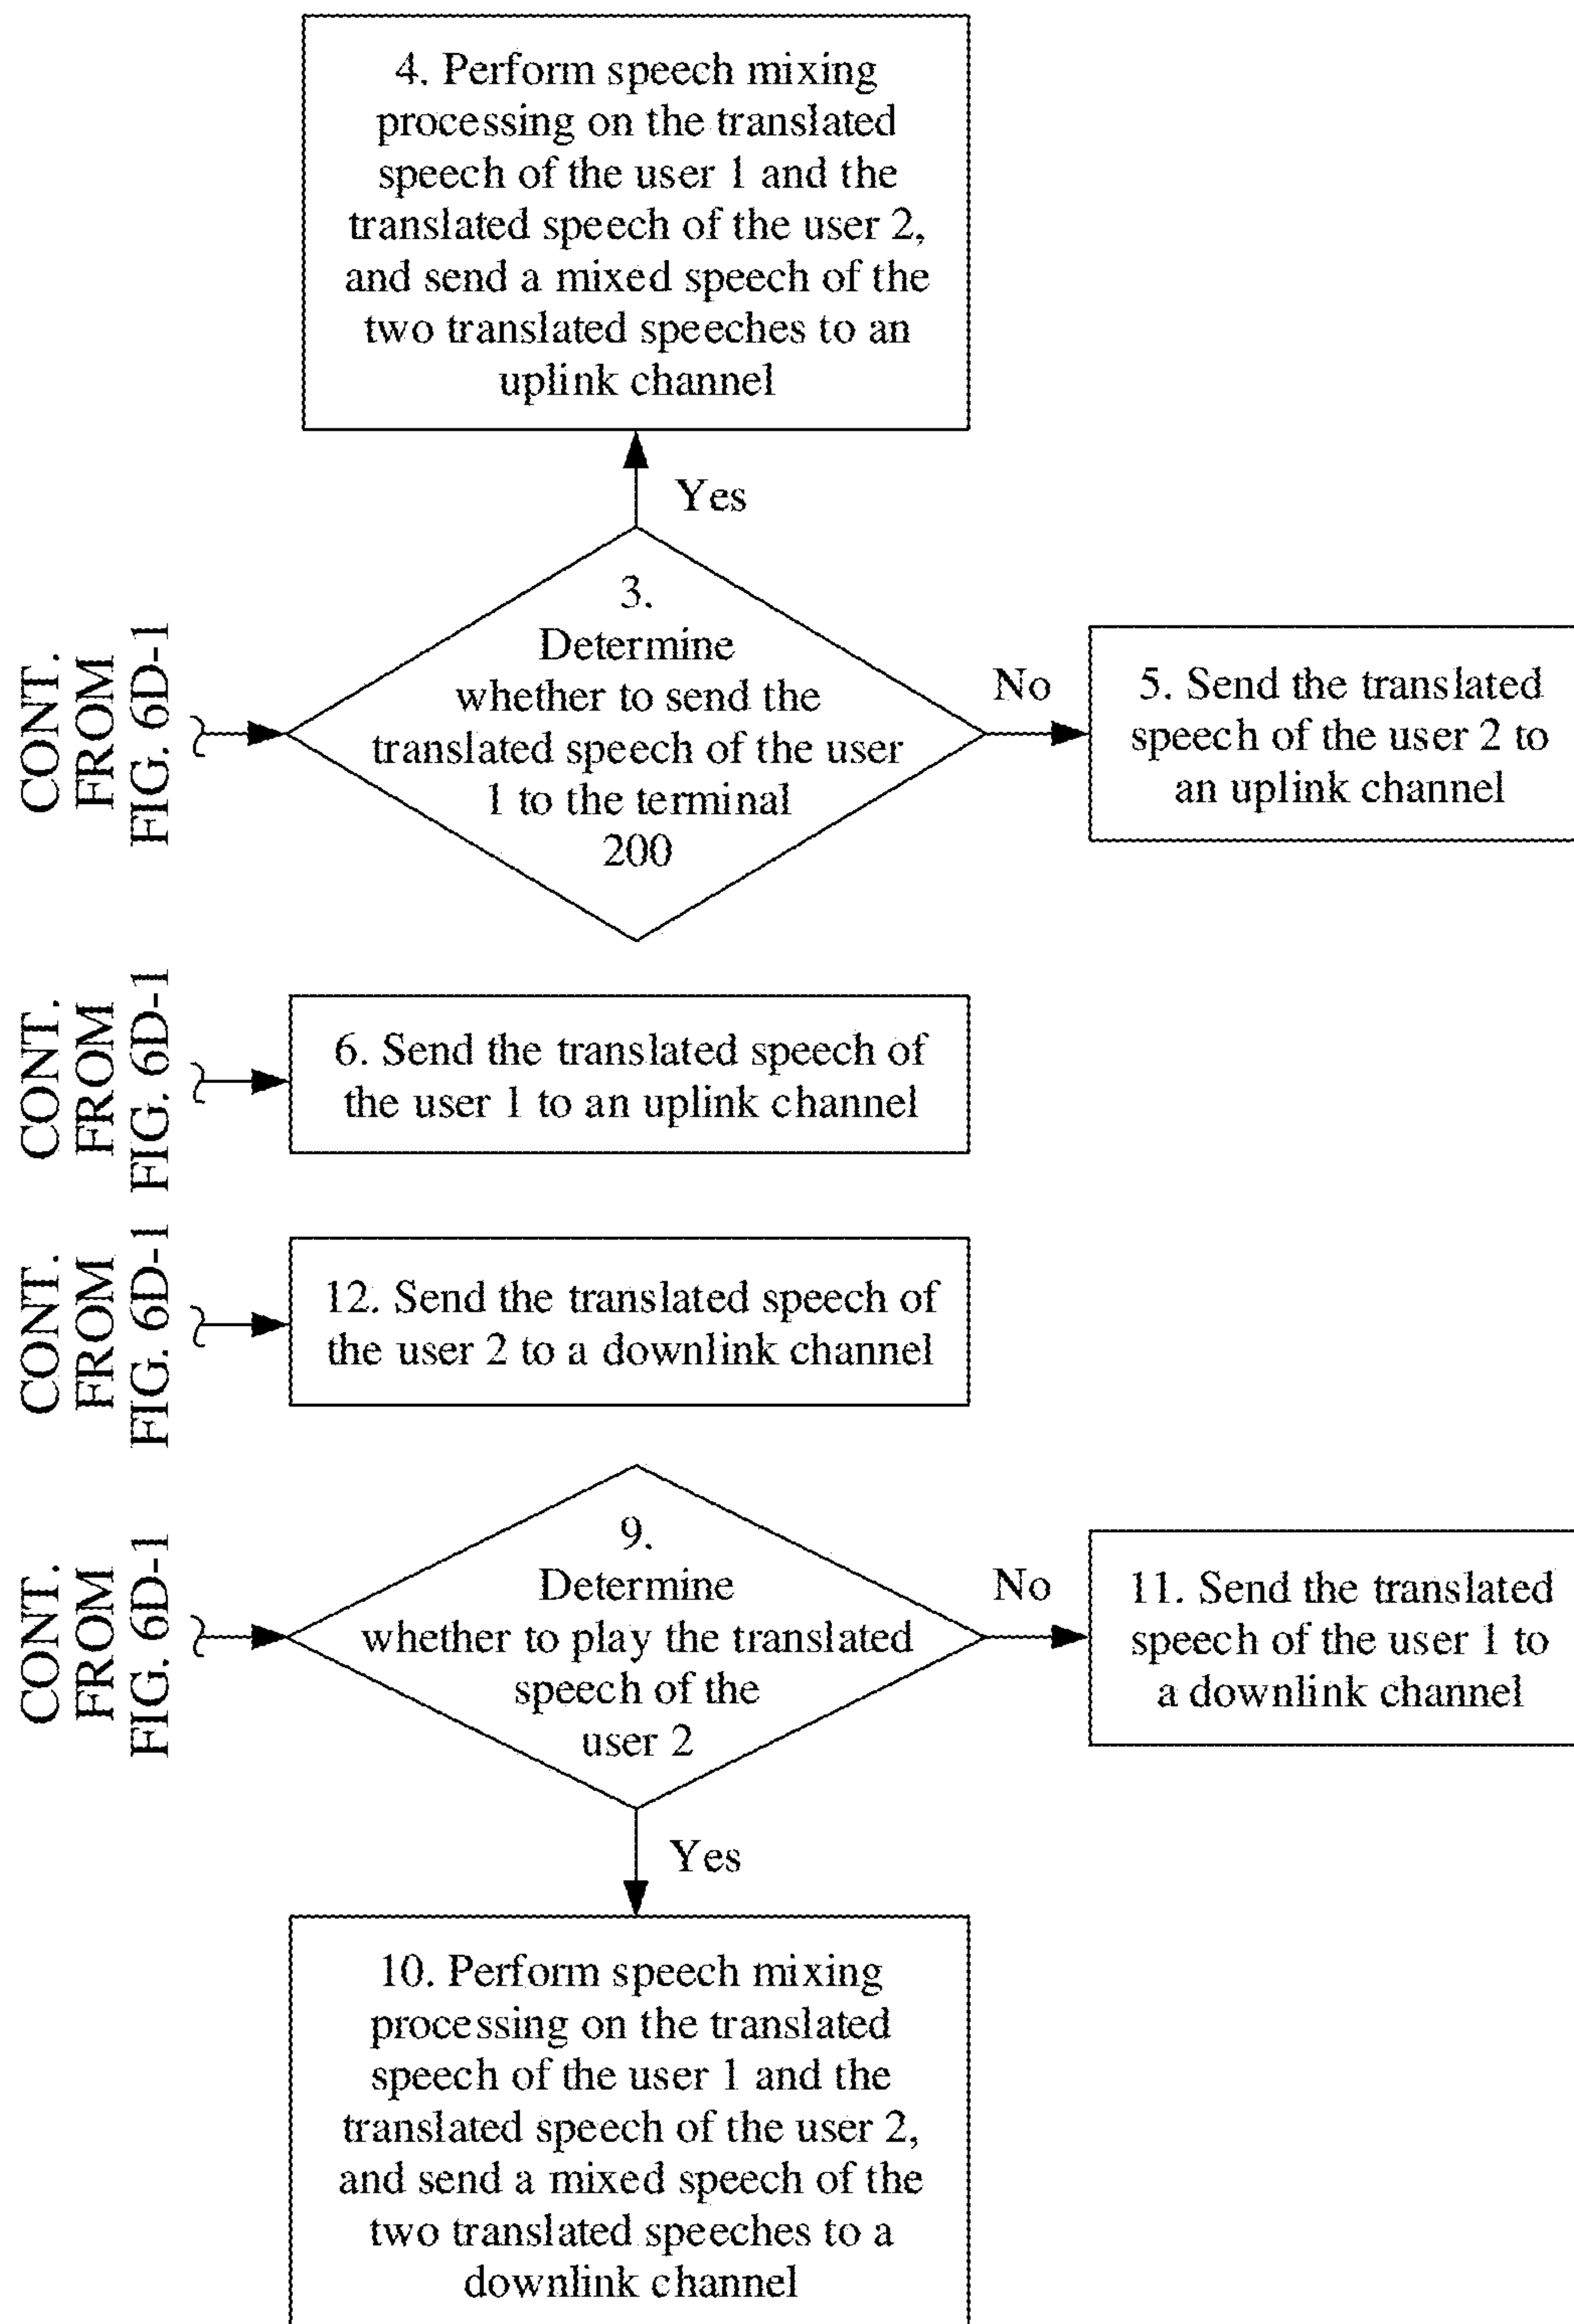 4. Perform speech mixing
processing on the translated
speech of the user 1 and the
translated speech of the user 2,
and send a mixed speech of the
two translated speeches to an
uplink channel
Yes
CONT.
FROM
FIG. 6D-1
3.
Determine
whether to send the
translated speech of the user
1 to the terminal
200
No
5. Send the translated
speech of the user 2 to
an uplink channel
CONT.
FROM
FIG. 6D-1
6. Send the translated speech of
the user 1 to an uplink channel
CONT.
FROM
FIG. 6D-1
12. Send the translated speech of
the user 2 to a downlink channel
CONT.
FROM
FIG. 6D-1
9.
Determine
whether to play the translated
speech of the
user 2
No
11. Send the translated
speech of the user 1 to
a downlink channel
Yes
10. Perform speech mixing
processing on the translated
speech of the user 1 and the
translated speech of the user 2,
and send a mixed speech of the
two translated speeches to a
downlink channel